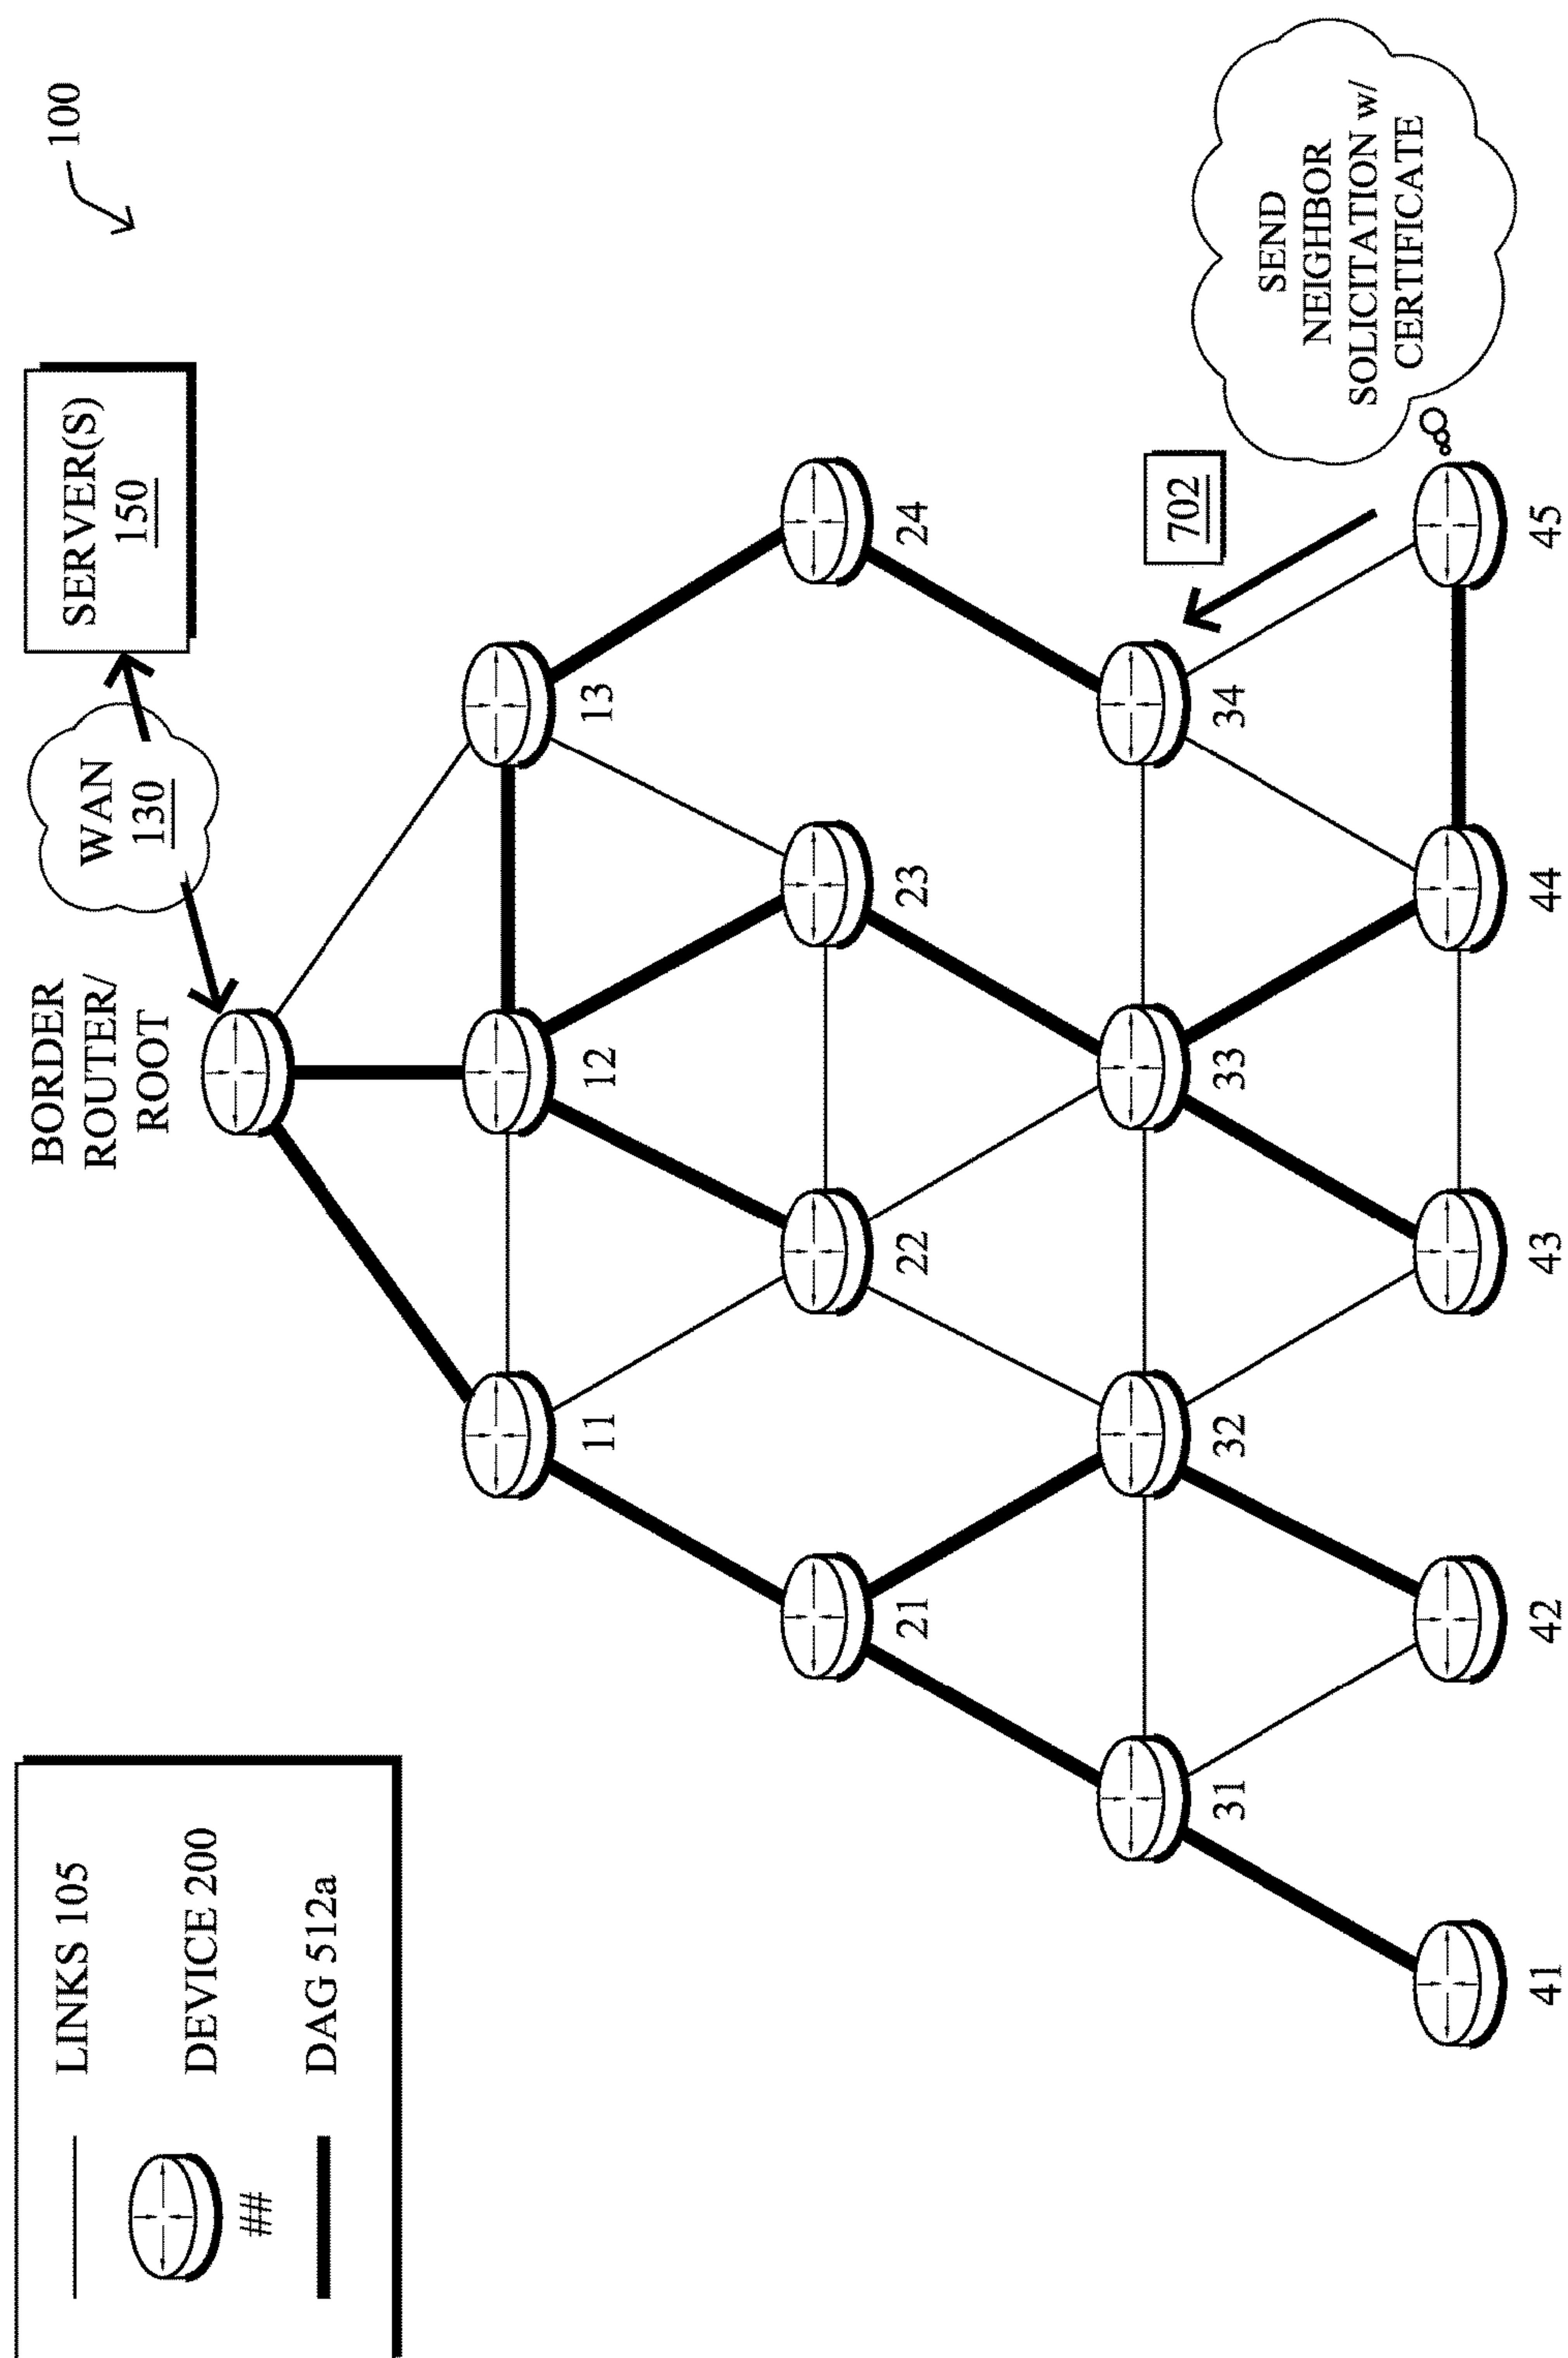 LINKS 105
##
DEVICE 200
DAG 512a
100
SERVER(S)
150
WAN
130
BORDER
ROUTER/
ROOT
11
12
13
21
22
23
24
31
32
33
34
702
SEND
NEIGHBOR
SOLICITATION w/
CERTIFICATE
41
42
43
44
45